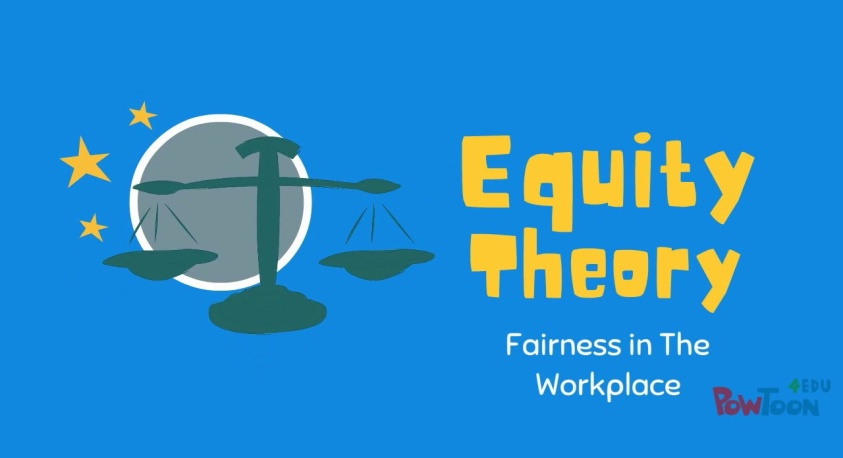 Equity
Theory
Fairness in The
Workplace
4EDU
PowToon